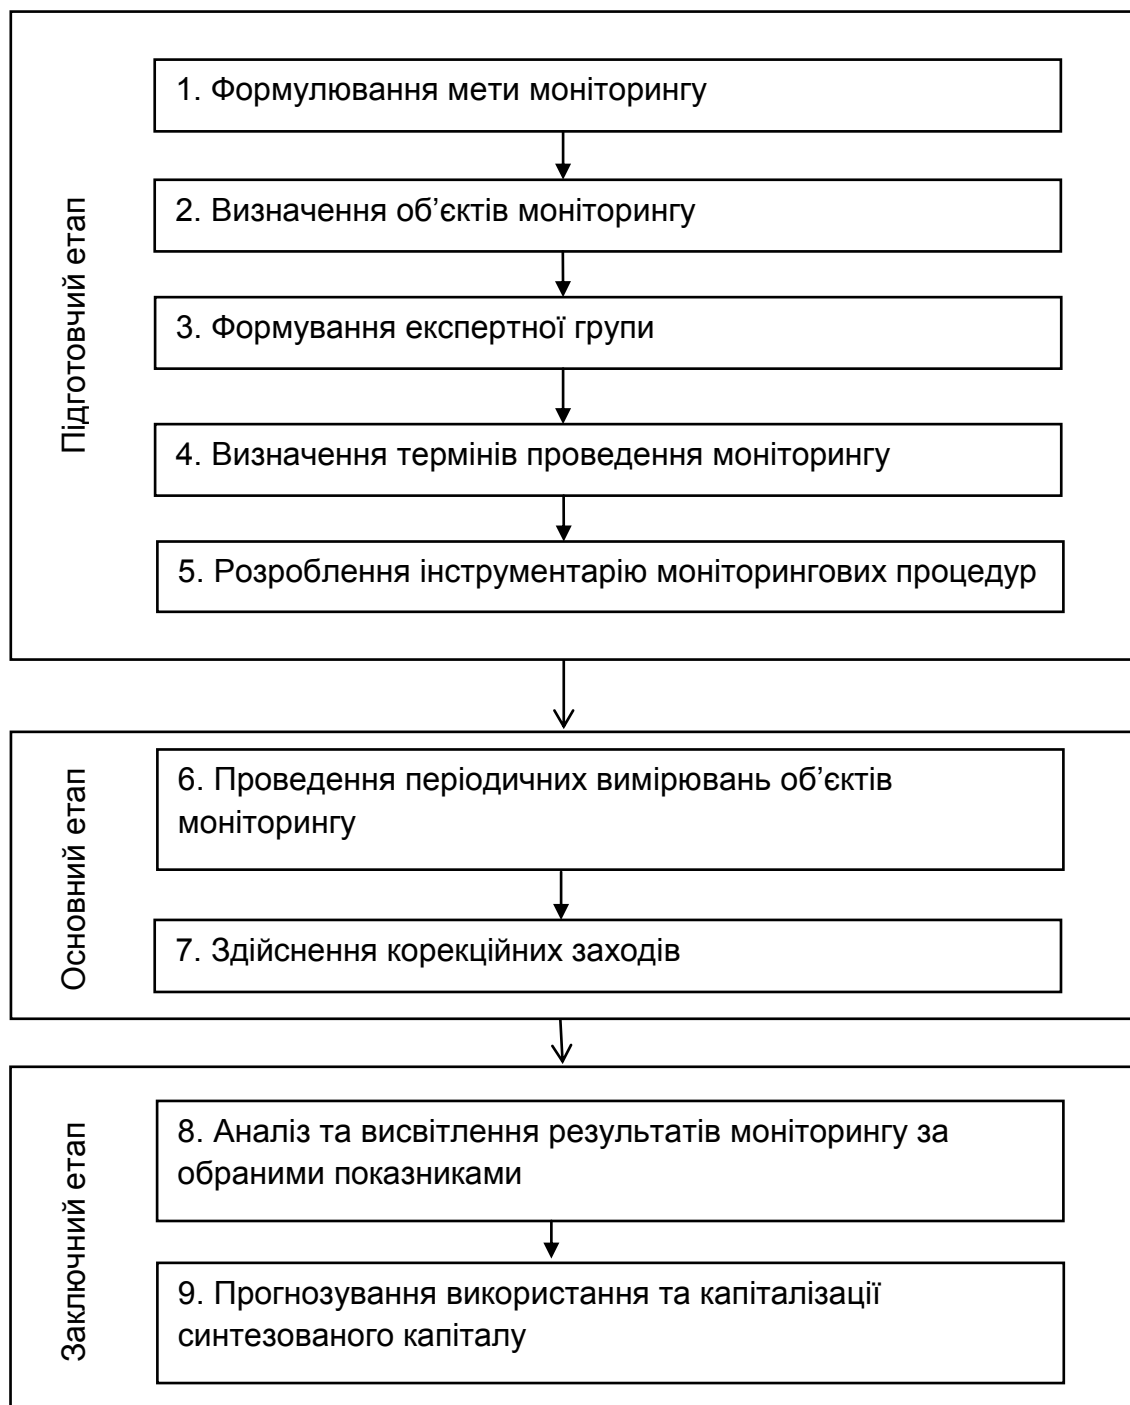 Підготовчий етап
1. Формулювання мети моніторингу
2. Визначення об’єктів моніторингу
3. Формування експертної групи
4. Визначення термінів проведення моніторингу
5. Розроблення інструментарію моніторингових процедур
Основний етап
6. Проведення періодичних вимірювань об’єктів
моніторингу
7. Здійснення корекційних заходів
Заключний етап
8. Аналіз та висвітлення результатів моніторингу за
обраними показниками
9. Прогнозування використання та капіталізації
синтезованого капіталу